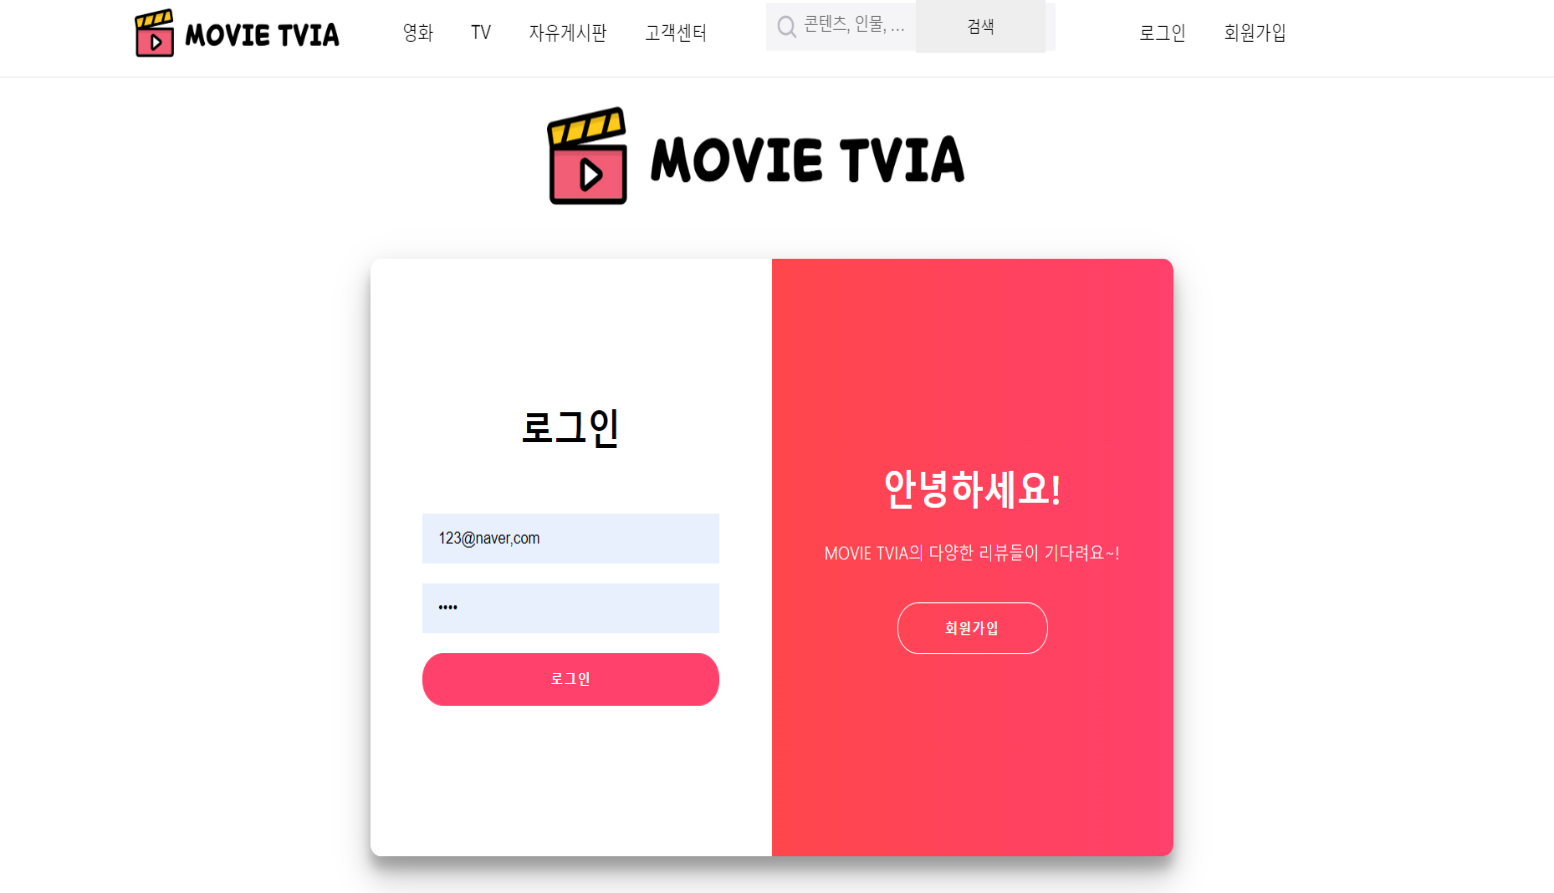 MOVIE TVIA 영화 TV 자유게시판 고객센터 콘텐츠, 인물, ... 검색 로그인 회원가입
MOVIE TVIA
로그인
123@naver,com
••••
로그인
안녕하세요!
MOVIE TVIA의 다양한 리뷰들이 기다려요~!
회원가입